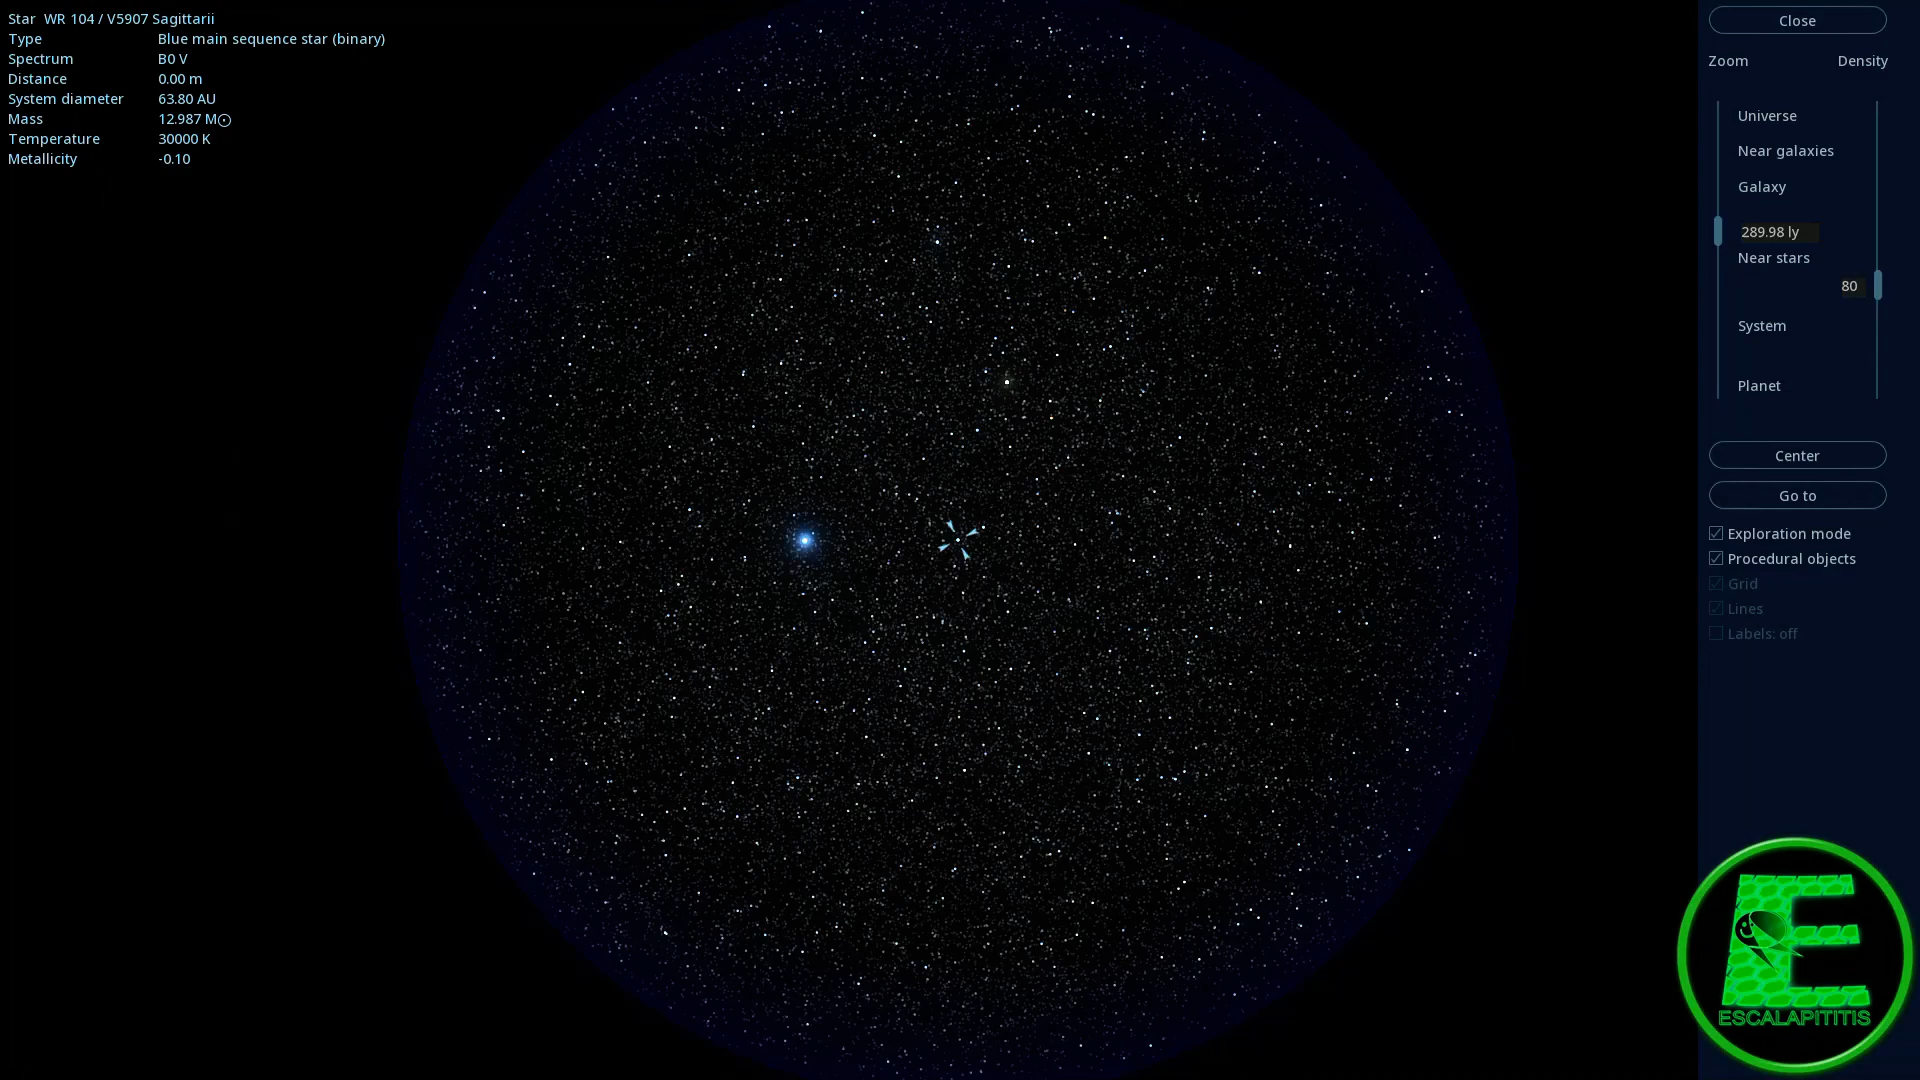 Star WR 104 / V5907 Sagittarii
Type Blue main sequence star (binary)
Spectrum B0 V
Distance 0.00 m
System diameter 63.80 AU
Mass 12.987 M☉
Temperature 30000 K
Metallicity -0.10
Close
Zoom Density
Universe
Near galaxies
Galaxy
289.98 ly
Near stars
80
System
Planet
Center
Go to
Exploration mode
Procedural objects
Grid
Lines
Labels: off
E
ESCALAPITITIS